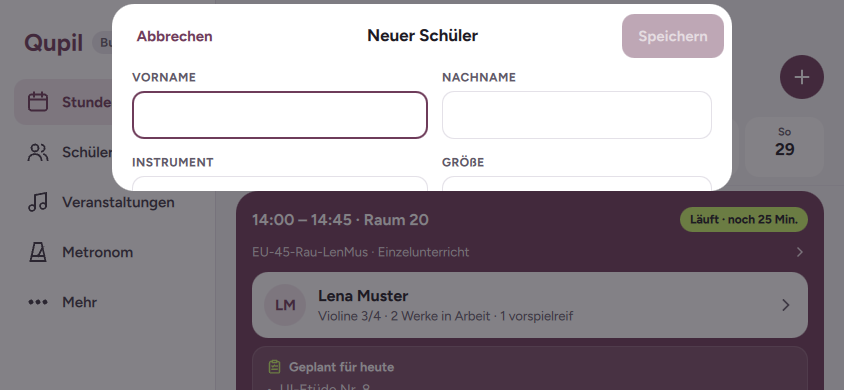 Qupil
Abbrechen
Neuer Schüler
Speichern
VORNAME
NACHNAME
INSTRUMENT
GRÖßE
Stunde
Schüler
Veranstaltungen
Metronom
Mehr
So
29
14:00 – 14:45 · Raum 20
Läuft · noch 25 Min.
EU-45-Rau-LenMus · Einzelunterricht
LM
Lena Muster
Violine 3/4 · 2 Werke in Arbeit · 1 vorspielreif
Geplant für heute